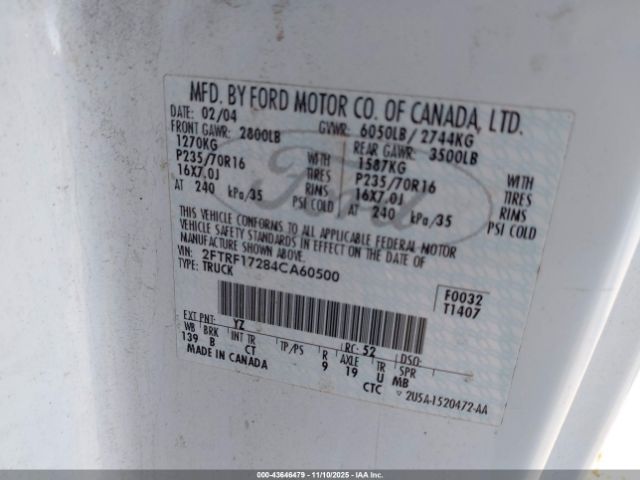 MFD. BY FORD MOTOR CO. OF CANADA, LTD.
DATE: 02/04 GVWR: 6050LB/ 2744KG
FRONT GAWR: 2800LB REAR GAWR: 3500LB
1270KG WITH 1587KG WITH
P235/70R16 TIRES P235/70R16 TIRES
16X7.0J RIMS 16X7.0J RIMS
AT 240 kPa/35 PSI COLD AT 240 kPa/35 PSI COLD
THIS VEHICLE CONFORMS TO ALL APPLICABLE FEDERAL MOTOR
VEHICLE SAFETY STANDARDS IN EFFECT ON THE DATE OF
MANUFACTURE SHOWN ABOVE.
VIN: 2FTRF17284CA60500
TYPE: TRUCK
F0032
T1407
EXT PNT: YZ RC: 52 DSO:
WB BRK INT TR TP/PS R AXLE TR SPR
139 B CT 9 19 U MB
MADE IN CANADA CTC
2U5A-1520472-AA
Ford
000-43646479 - 11/10/2025 - IAAI.COM